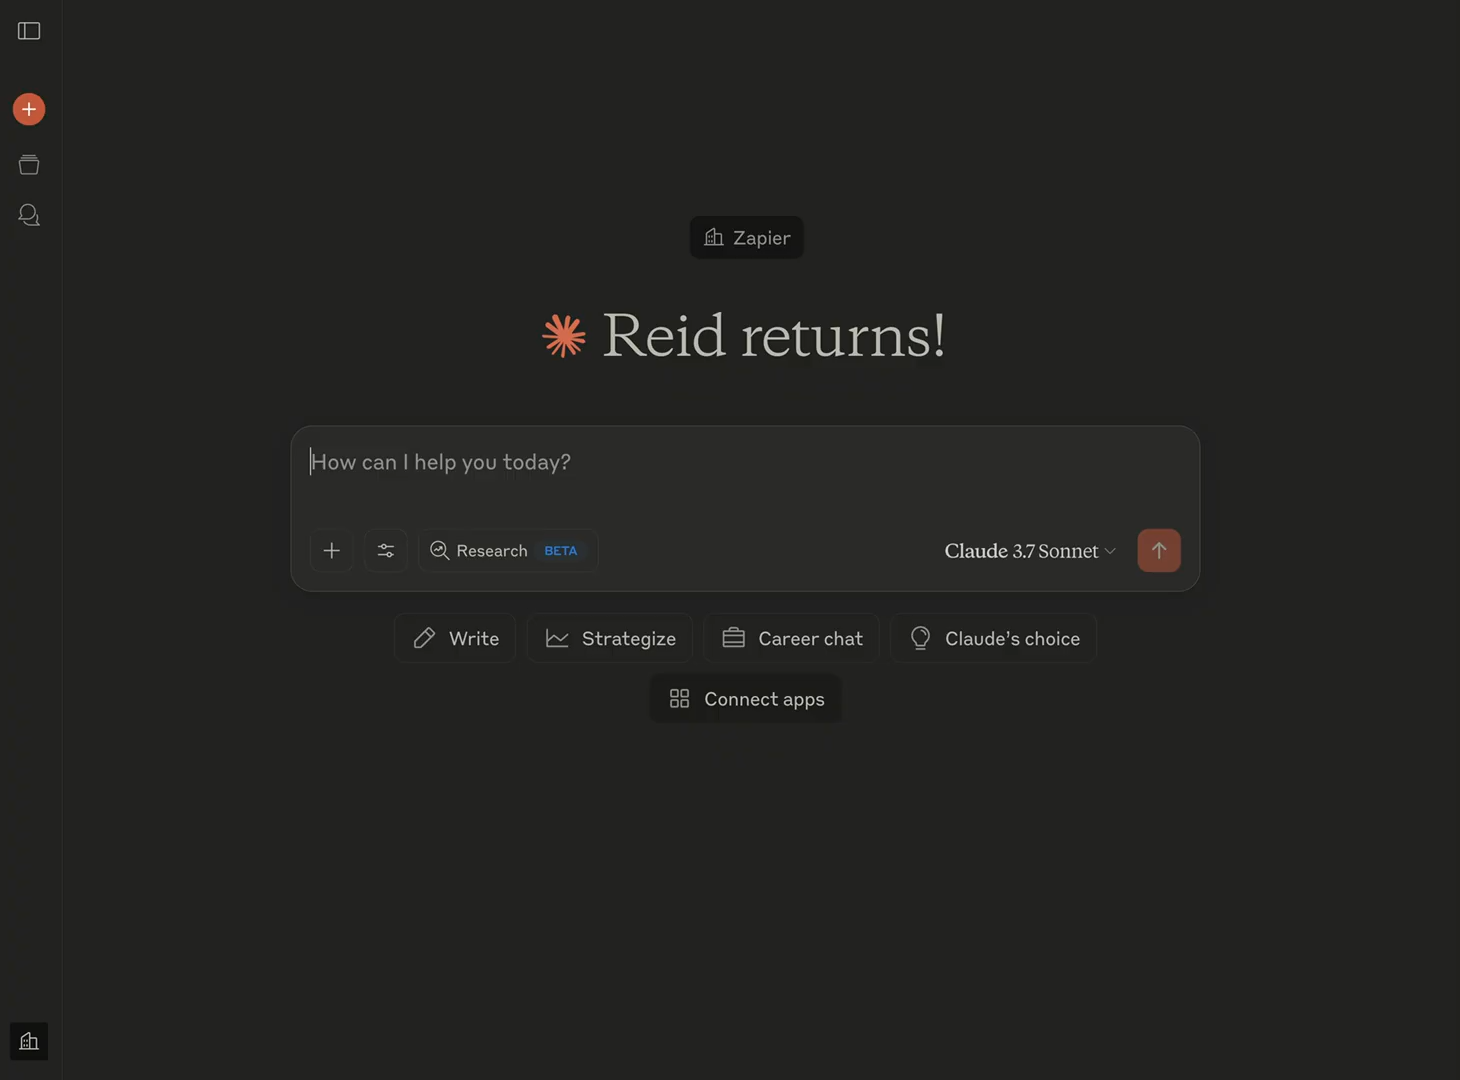 Zapier
Reid returns!
How can I help you today?
Research BETA
Claude 3.7 Sonnet
Write
Strategize
Career chat
Claude’s choice
Connect apps